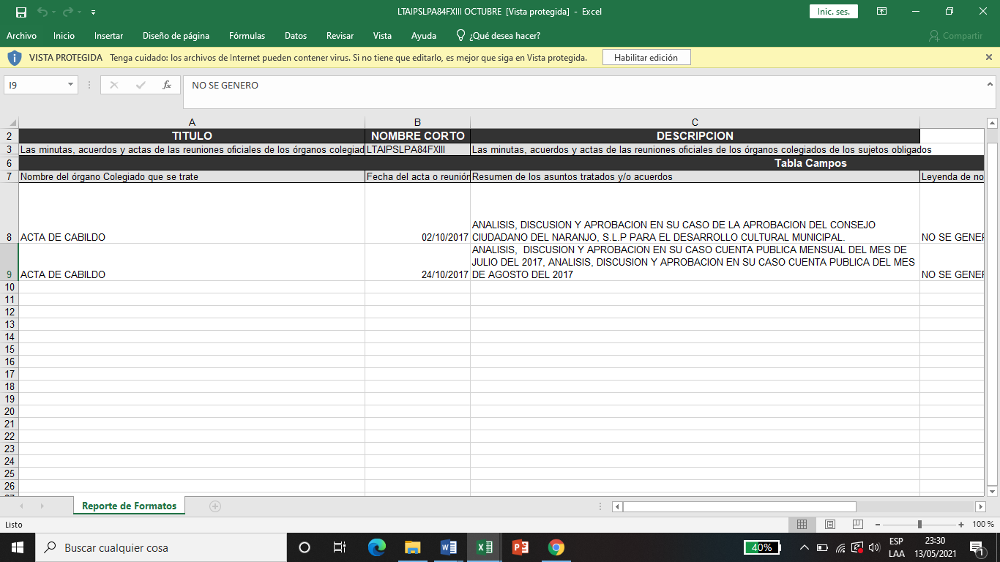 LTAIPSLPA84FXIII OCTUBRE [Vista protegida] - Excel
Inic. ses.
Archivo Inicio Insertar Diseño de página Fórmulas Datos Revisar Vista Ayuda ¿Qué desea hacer? Compartir
VISTA PROTEGIDA Tenga cuidado: los archivos de Internet pueden contener virus. Si no tiene que editarlo, es mejor que siga en Vista protegida. Habilitar edición
I9 fx NO SE GENERO
A B C
2 TITULO NOMBRE CORTO DESCRIPCION
3 Las minutas, acuerdos y actas de las reuniones oficiales de los órganos colegiad LTAIPSLPA84FXIII Las minutas, acuerdos y actas de las reuniones oficiales de los órganos colegiados de los sujetos obligados
6 Tabla Campos
7 Nombre del órgano Colegiado que se trate Fecha del acta o reunión Resumen de los asuntos tratados y/o acuerdos Leyenda de no
ANALISIS, DISCUSION Y APROBACION EN SU CASO DE LA APROBACION DEL CONSEJO
8 ACTA DE CABILDO 02/10/2017 CIUDADANO DEL NARANJO, S.L.P PARA EL DESARROLLO CULTURAL MUNICIPAL. NO SE GENER
ANALISIS, DISCUSION Y APROBACION EN SU CASO CUENTA PUBLICA MENSUAL DEL MES DE
JULIO DEL 2017, ANALISIS, DISCUSION Y APROBACION EN SU CASO CUENTA PUBLICA DEL MES
9 ACTA DE CABILDO 24/10/2017 DE AGOSTO DEL 2017 NO SE GENER
10
11
12
13
14
15
16
17
18
19
20
21
22
23
24
25
26
Reporte de Formatos
Listo 100 %
Buscar cualquier cosa 40% ESP 23:30
LAA 13/05/2021 1